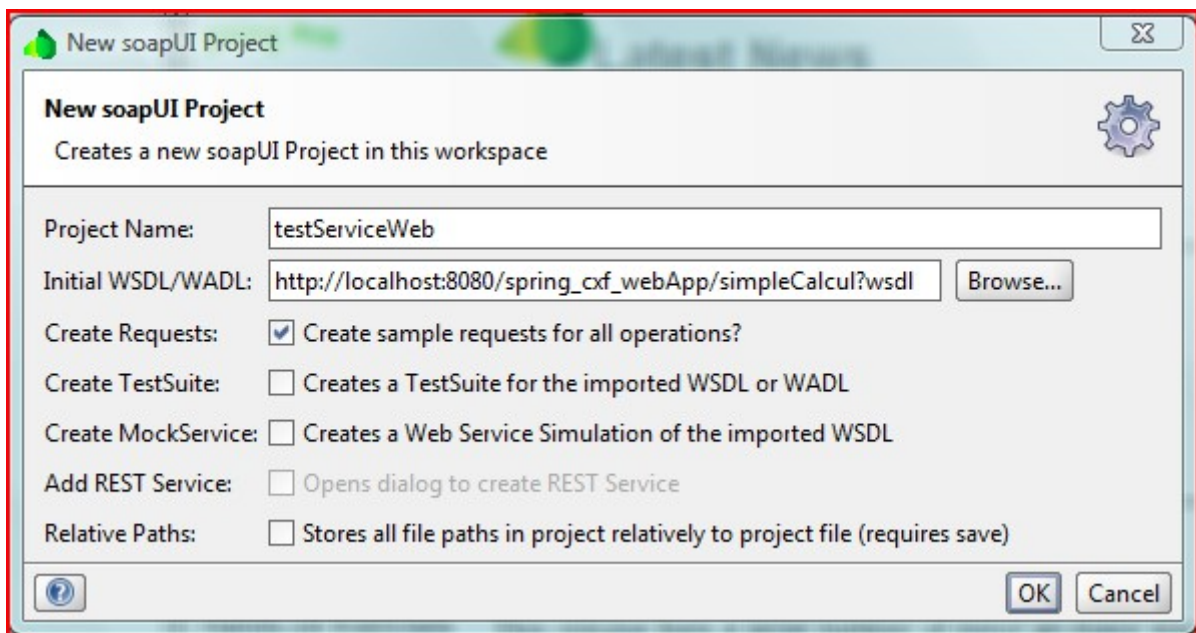 New soapUI Project
Latest News
New soapUI Project
Creates a new soapUI Project in this workspace
Project Name: testServiceWeb
Initial WSDL/WADL: http://localhost:8080/spring_cxf_webApp/simpleCalcul?wsdl Browse...
Create Requests: Create sample requests for all operations?
Create TestSuite: Creates a TestSuite for the imported WSDL or WADL
Create MockService: Creates a Web Service Simulation of the imported WSDL
Add REST Service: Opens dialog to create REST Service
Relative Paths: Stores all file paths in project relatively to project file (requires save)
? OK Cancel